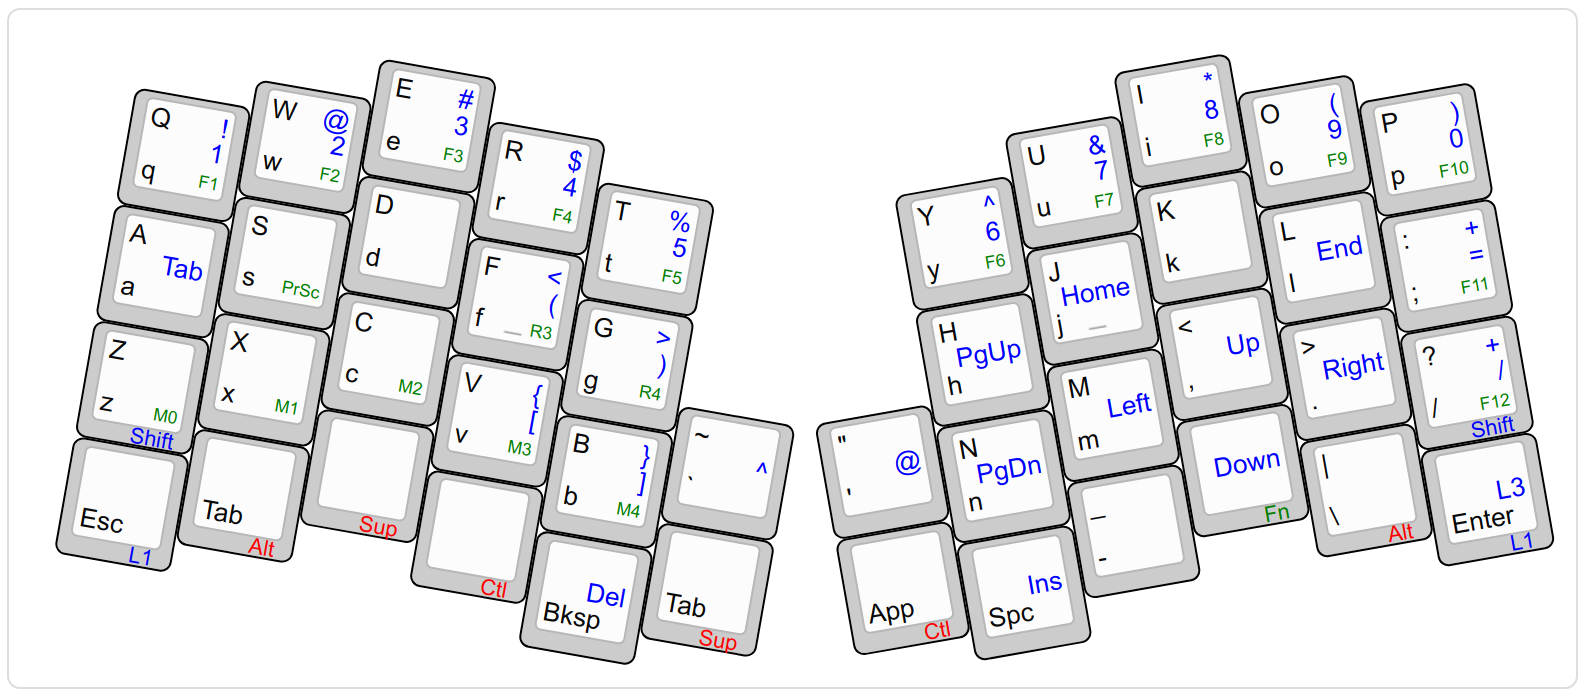 Q !
1
q F1
W @
2
w F2
E #
3
e F3
R $
4
r F4
T %
5
t F5
A
Tab
a
S
s PrSc
D
d
F <
(
f _ R3
G >
)
g R4
Z
z M0
Shift
X
x M1
C
c M2
V {
[
v M3
B }
]
b M4
~
^
`
Esc
L1
Tab
Alt
Sup
Ctl
Del
Bksp
Tab
Sup
Y ^
6
y F6
U &
7
u F7
I *
8
i F8
O (
9
o F9
P )
0
p F10
H
PgUp
h
J
Home
j _
K
k
L
End
l
: +
=
; F11
"
@
'
N
PgDn
n
M
Left
m
<
Up
,
>
Right
.
? +
/
/ F12
Shift
App
Ctl
Ins
Spc
_
-
Down
Fn
|
\
Alt
L3
Enter
L1